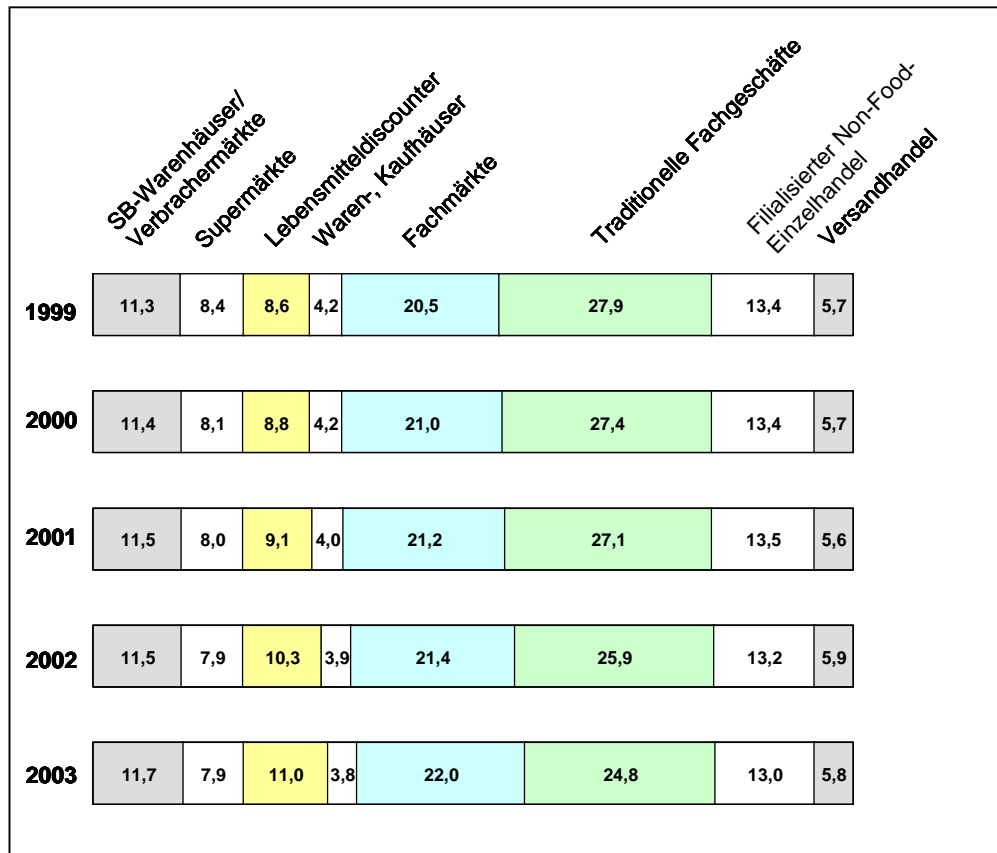 SB-Warenhäuser/
Verbrachermärkte
Supermärkte
Lebensmitteldiscounter
Waren-, Kaufhäuser
Fachmärkte
Traditionelle Fachgeschäfte
Filialisierter Non-Food-
Einzelhandel
Versandhandel
1999 11,3 8,4 8,6 4,2 20,5 27,9 13,4 5,7
2000 11,4 8,1 8,8 4,2 21,0 27,4 13,4 5,7
2001 11,5 8,0 9,1 4,0 21,2 27,1 13,5 5,6
2002 11,5 7,9 10,3 3,9 21,4 25,9 13,2 5,9
2003 11,7 7,9 11,0 3,8 22,0 24,8 13,0 5,8